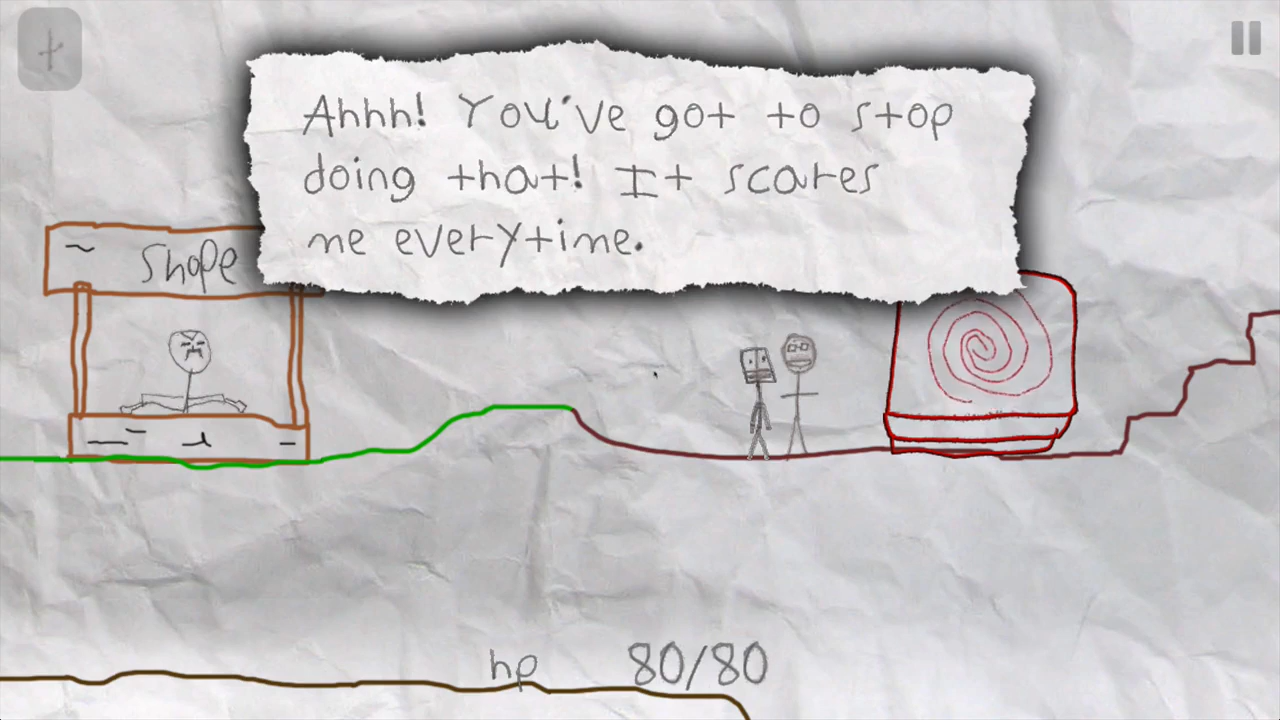 Ahhh! You've got to stop
doing that! It scares
me everytime.
Shope
hp 80/80